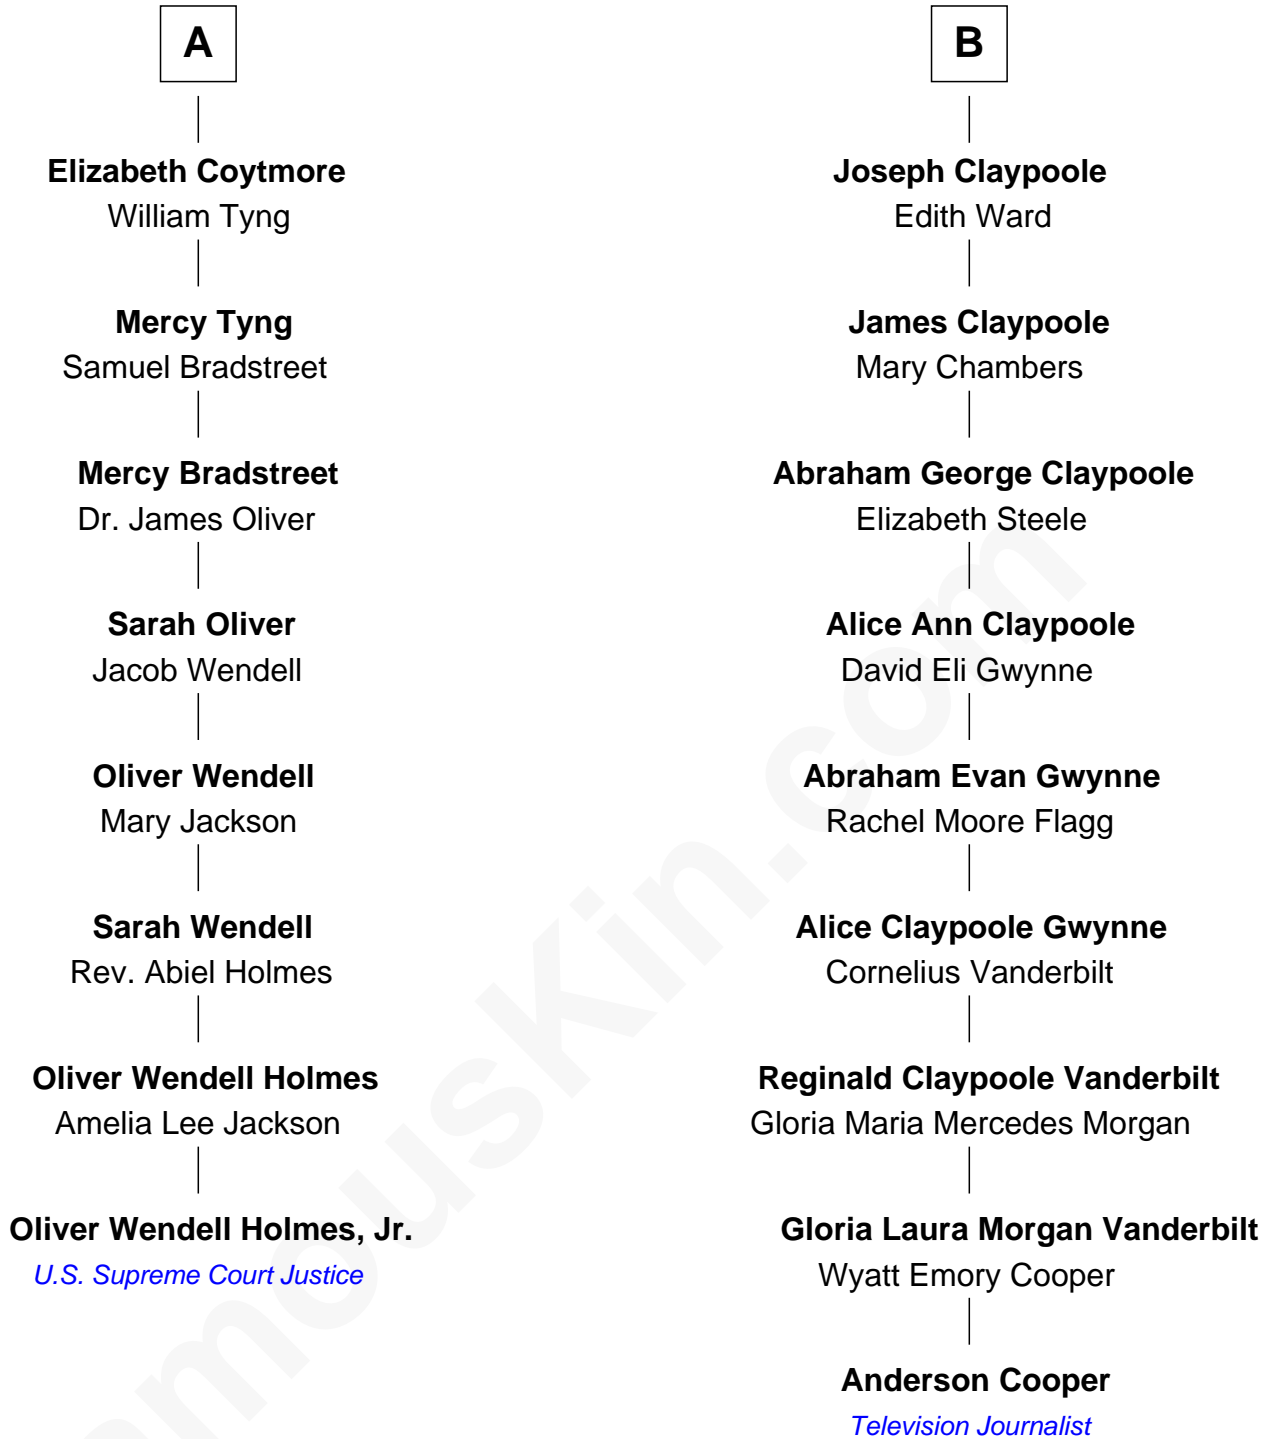 A
Elizabeth Coytmore
William Tyng
Mercy Tyng
Samuel Bradstreet
Mercy Bradstreet
Dr. James Oliver
Sarah Oliver
Jacob Wendell
Oliver Wendell
Mary Jackson
Sarah Wendell
Rev. Abiel Holmes
Oliver Wendell Holmes
Amelia Lee Jackson
Oliver Wendell Holmes, Jr.
U.S. Supreme Court Justice
B
Joseph Claypoole
Edith Ward
James Claypoole
Mary Chambers
Abraham George Claypoole
Elizabeth Steele
Alice Ann Claypoole
David Eli Gwynne
Abraham Evan Gwynne
Rachel Moore Flagg
Alice Claypoole Gwynne
Cornelius Vanderbilt
Reginald Claypoole Vanderbilt
Gloria Maria Mercedes Morgan
Gloria Laura Morgan Vanderbilt
Wyatt Emory Cooper
Anderson Cooper
Television Journalist
amouskin.com